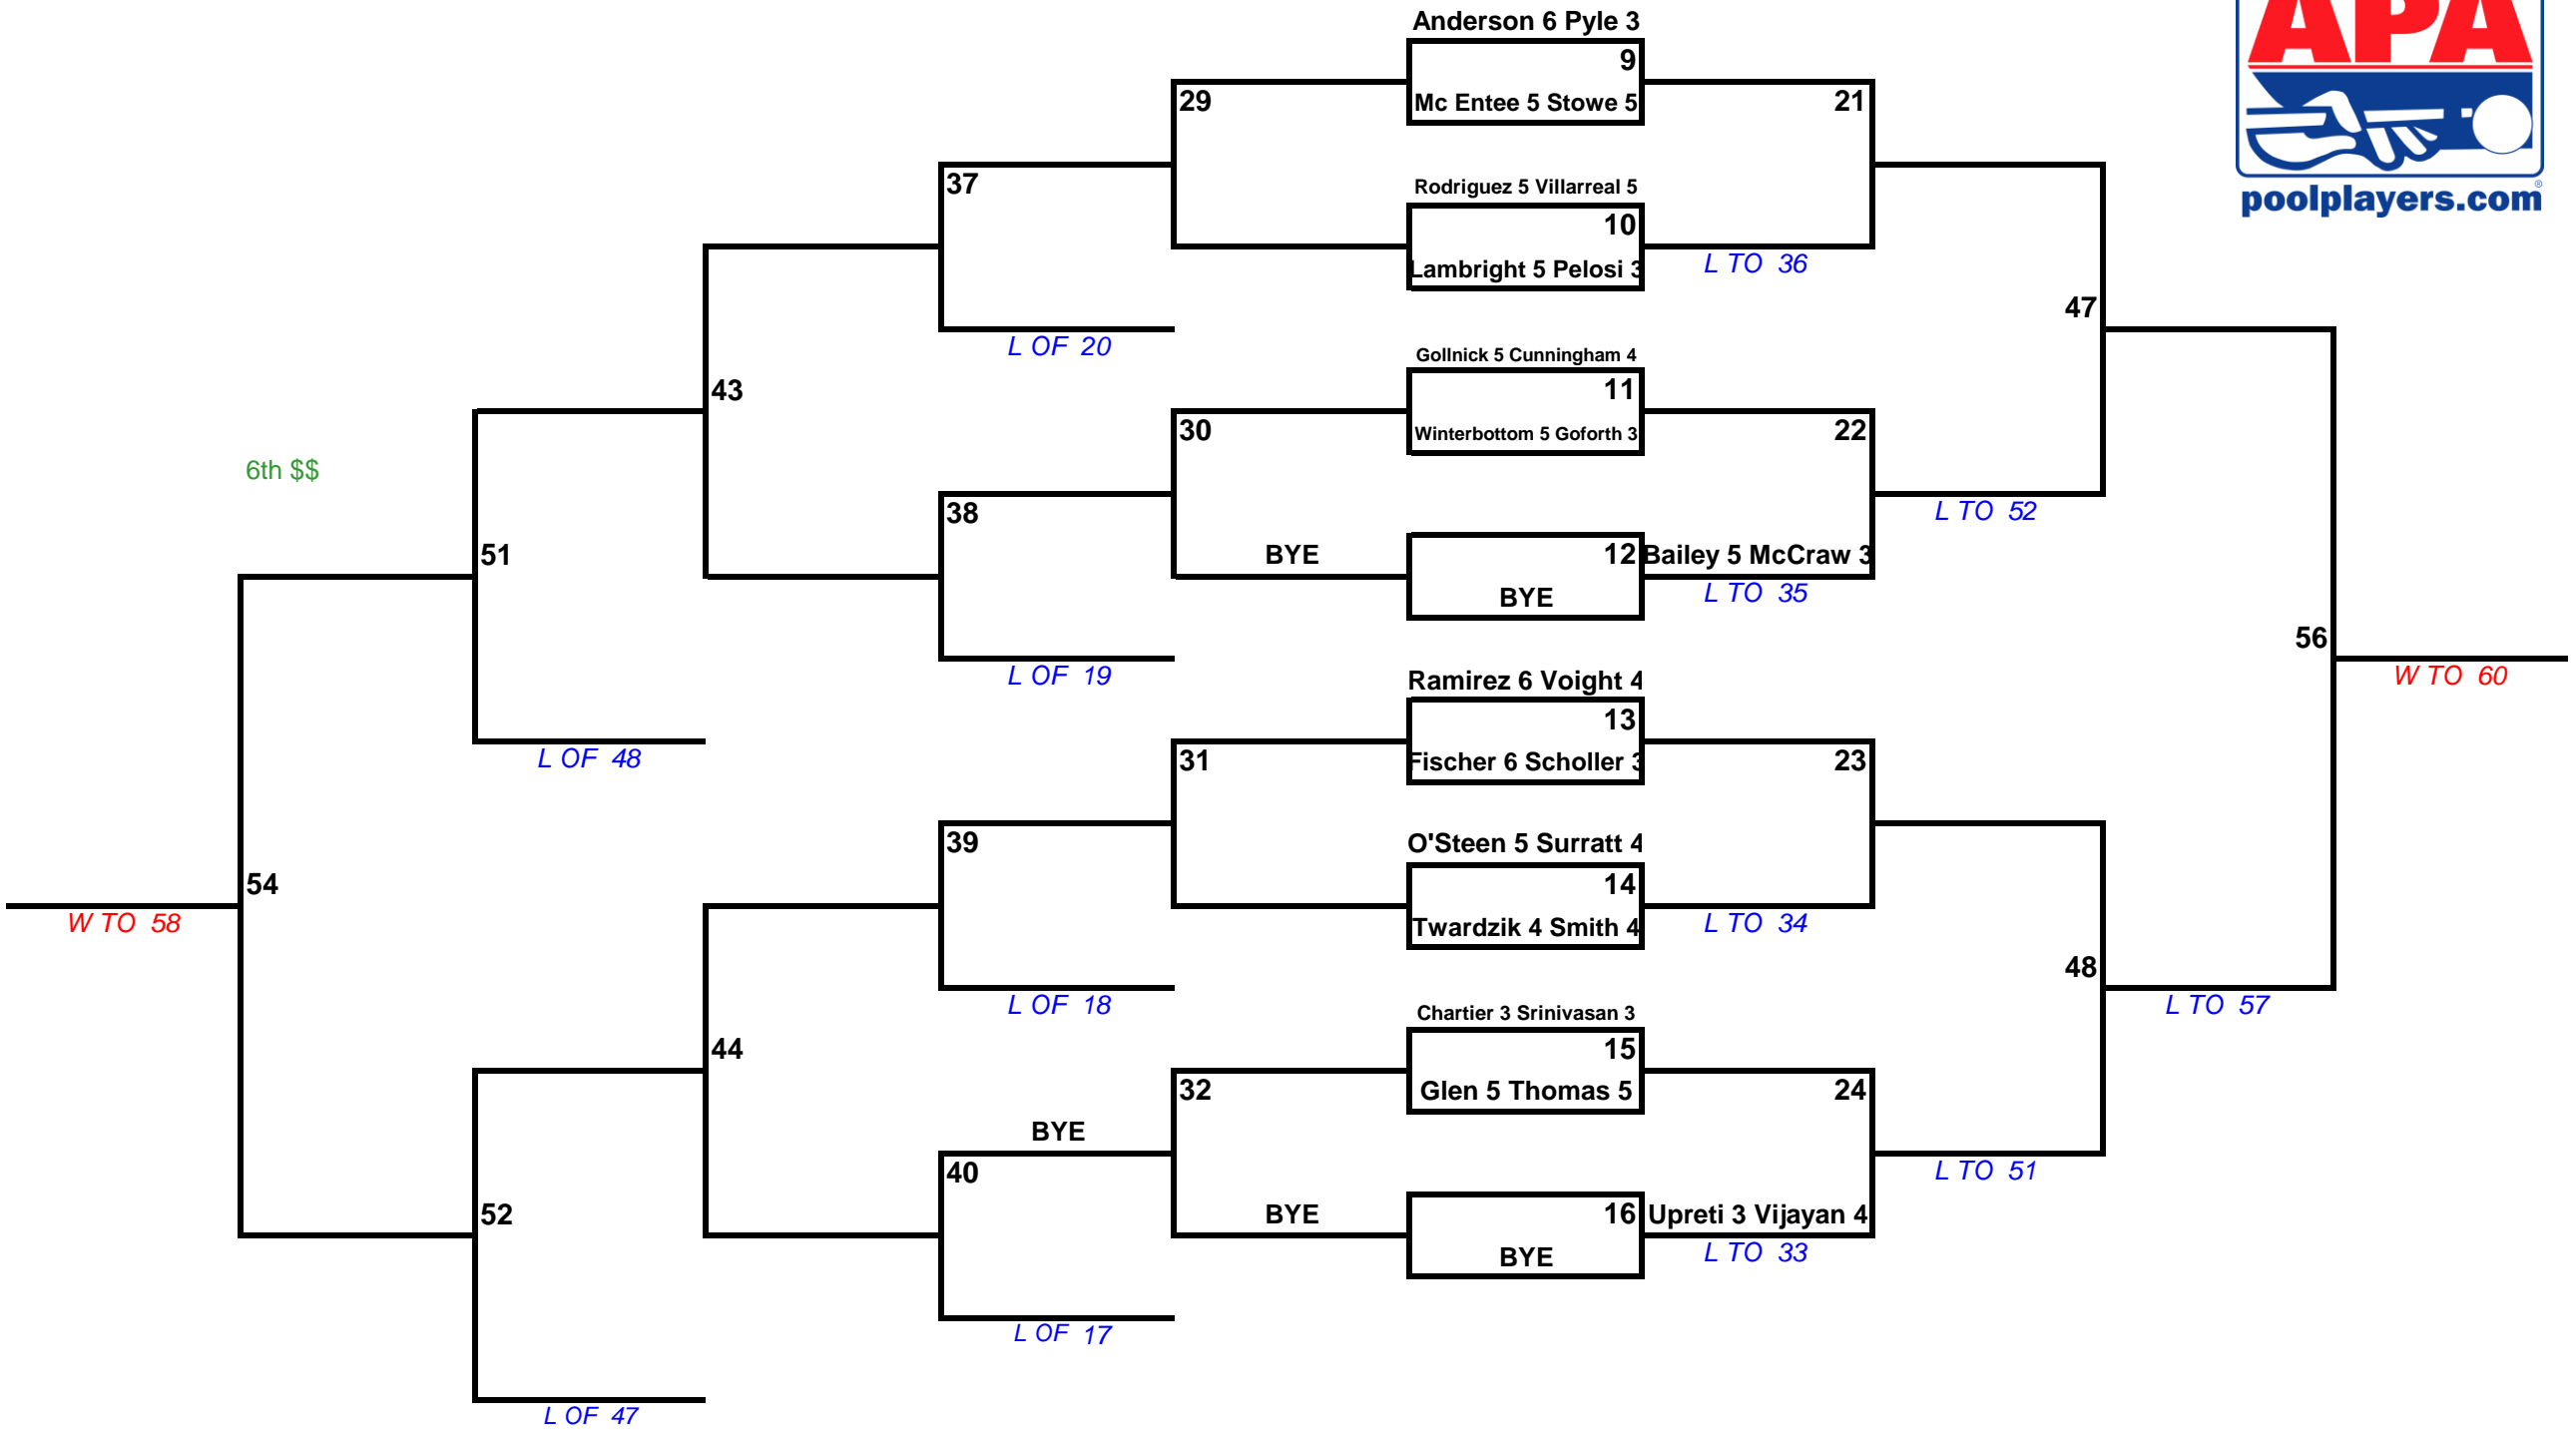 APA
poolplayers.com
®
Anderson 6 Pyle 3
9
29
Mc Entee 5 Stowe 5
21
37
Rodriguez 5 Villarreal 5
10
Lambright 5 Pelosi 3
L TO 36
47
L OF 20
Gollnick 5 Cunningham 4
43
11
30
Winterbottom 5 Goforth 3
22
6th $$
38
L TO 52
51
BYE
12
Bailey 5 McCraw 3
BYE
L TO 35
56
L OF 19
Ramirez 6 Voight 4
W TO 60
13
L OF 48
31
Fischer 6 Scholler 3
23
39
O'Steen 5 Surratt 4
54
14
W TO 58
Twardzik 4 Smith 4
L TO 34
48
L OF 18
Chartier 3 Srinivasan 3
L TO 57
44
15
32
Glen 5 Thomas 5
24
BYE
40
L TO 51
52
BYE
16
Upreti 3 Vijayan 4
BYE
L TO 33
L OF 17
L OF 47